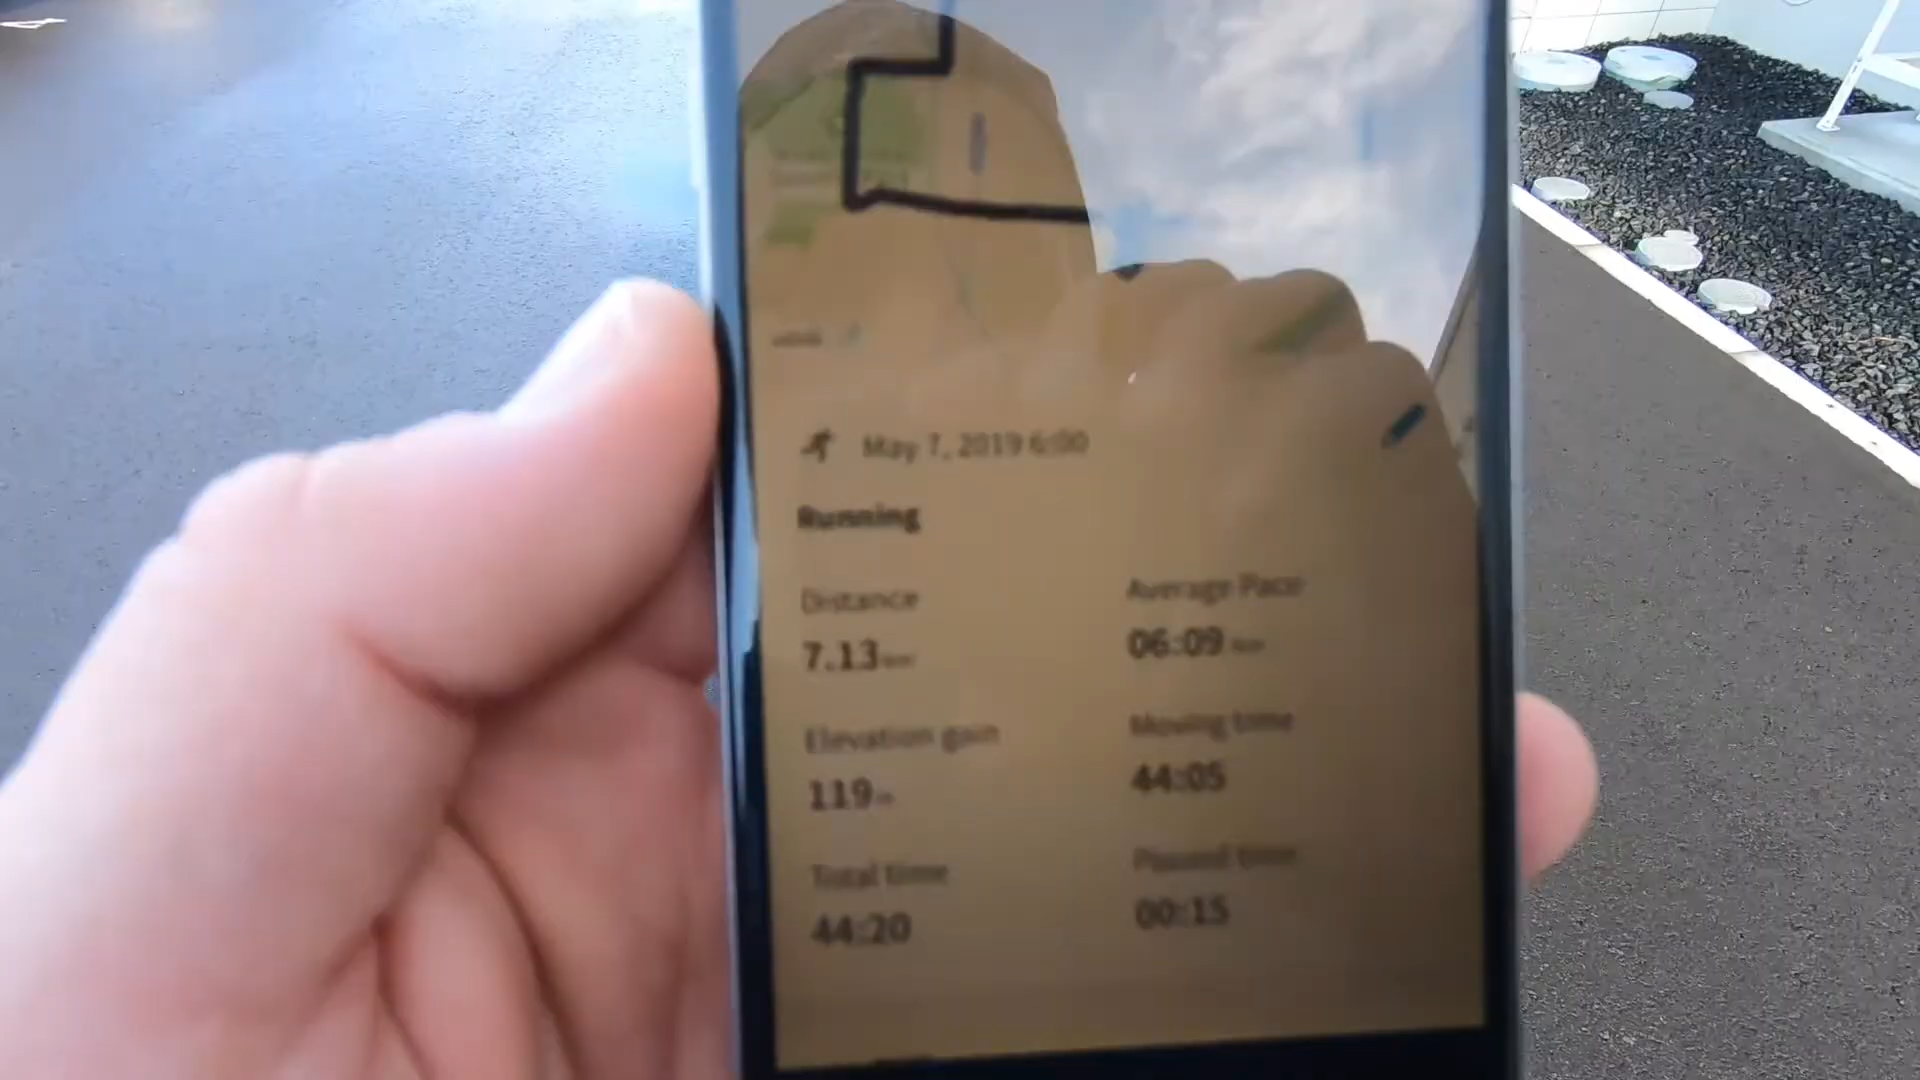 May 7, 2019 6:00
Running
Distance
Average Pace
7.13 km
06:09
Elevation gain
Moving time
119 m
44:05
Total time
Paused time
44:20
00:15